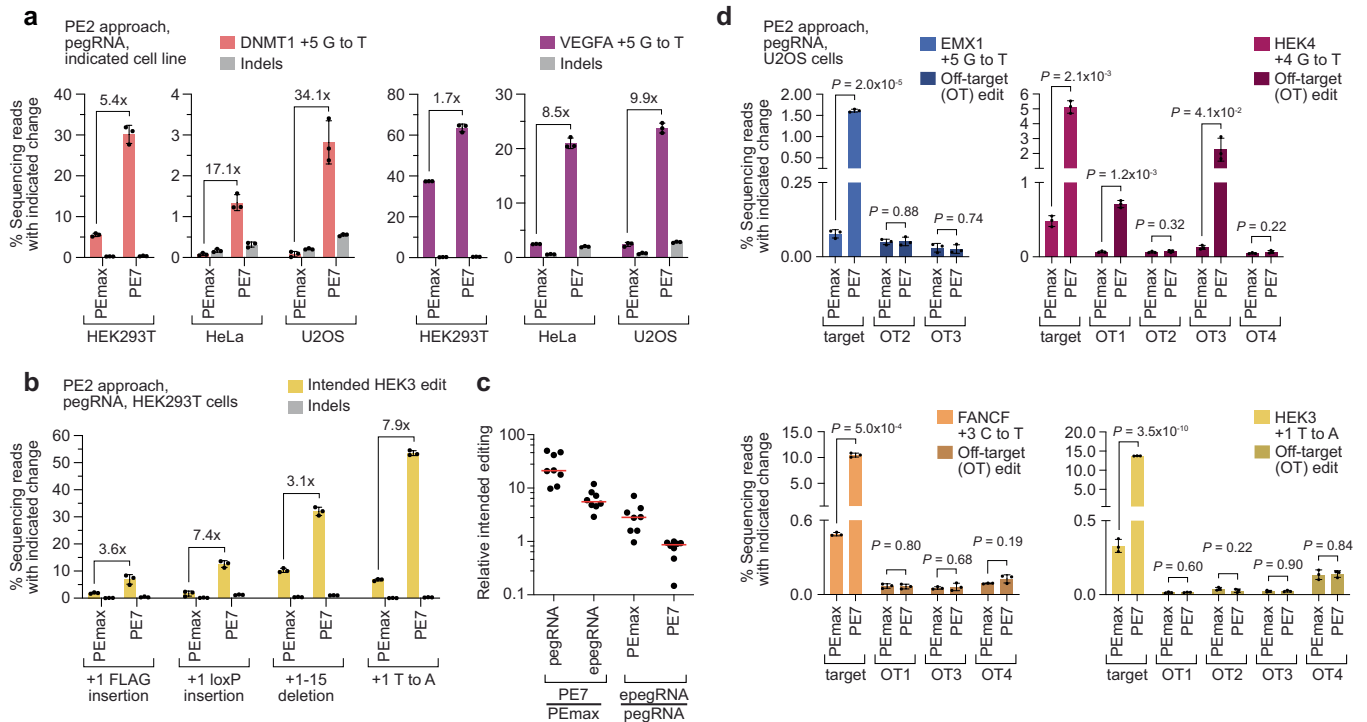 a
PE2 approach,
pegRNA,
indicated cell line
DNMT1 +5 G to T
Indels
VEGFA +5 G to T
Indels
% Sequencing reads
with indicated change
40
30
20
10
0
5.4x
PEmax
PE7
HEK293T
4
3
2
1
0
17.1x
PEmax
PE7
HeLa
4
3
2
1
0
34.1x
PEmax
PE7
U2OS
80
60
40
20
0
1.7x
PEmax
PE7
HEK293T
40
30
20
10
0
8.5x
PEmax
PE7
HeLa
40
30
20
10
0
9.9x
PEmax
PE7
U2OS
b
PE2 approach,
pegRNA, HEK293T cells
Intended HEK3 edit
Indels
% Sequencing reads
with indicated change
60
50
40
30
20
10
0
3.6x
7.4x
3.1x
7.9x
PEmax
PE7
PEmax
PE7
PEmax
PE7
PEmax
PE7
+1 FLAG
insertion
+1 loxP
insertion
+1-15
deletion
+1 T to A
c
Relative intended editing
100
10
1
0.1
pegRNA
epegRNA
PEmax
PE7
PE7
PEmax
epegRNA
pegRNA
d
PE2 approach,
pegRNA,
U2OS cells
EMX1
+5 G to T
Off-target
(OT) edit
% Sequencing reads
with indicated change
2.00
1.50
1.00
0.50
0.25
0.00
P = 2.0x10-5
P = 0.88
P = 0.74
PEmax
PE7
PEmax
PE7
PEmax
PE7
target
OT2
OT3
HEK4
+4 G to T
Off-target
(OT) edit
6
5
4
3
2
1
0
P = 2.1x10-3
P = 1.2x10-3
P = 0.32
P = 4.1x10-2
P = 0.22
PEmax
PE7
PEmax
PE7
PEmax
PE7
PEmax
PE7
PEmax
PE7
target
OT1
OT2
OT3
OT4
FANCF
+3 C to T
Off-target
(OT) edit
% Sequencing reads
with indicated change
15.0
10.0
5.0
0.6
0.0
P = 5.0x10-4
P = 0.80
P = 0.68
P = 0.19
PEmax
PE7
PEmax
PE7
PEmax
PE7
PEmax
PE7
target
OT1
OT3
OT4
HEK3
+1 T to A
Off-target
(OT) edit
20.0
15.0
10.0
5.0
0.5
0.0
P = 3.5x10-10
P = 0.60
P = 0.22
P = 0.90
P = 0.84
PEmax
PE7
PEmax
PE7
PEmax
PE7
PEmax
PE7
PEmax
PE7
target
OT1
OT2
OT3
OT4